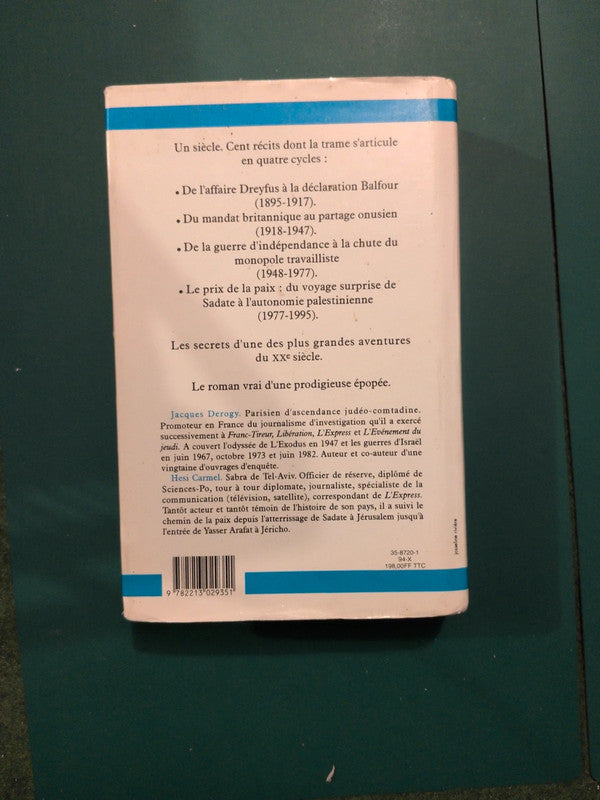 Un siècle. Cent récits dont la trame s'articule
en quatre cycles :
• De l'affaire Dreyfus à la déclaration Balfour
(1895-1917).
• Du mandat britannique au partage onusien
(1918-1947).
• De la guerre d'indépendance à la chute du
monopole travailliste
(1948-1977).
• Le prix de la paix : du voyage surprise de
Sadate à l'autonomie palestinienne
(1977-1995).
Les secrets d'une des plus grandes aventures
du XXe siècle.
Le roman vrai d'une prodigieuse épopée.
Jacques Derogy. Parisien d'ascendance judéo-comtadine.
Promoteur en France du journalisme d'investigation qu'il a exercé
successivement à Franc-Tireur, Libération, L'Express et L'Evénement du
jeudi. A couvert l'odyssée de L'Exodus en 1947 et les guerres d'Israël
en juin 1967, octobre 1973 et juin 1982. Auteur et co-auteur d'une
vingtaine d'ouvrages d'enquête.
Hesi Carmel. Sabra de Tel-Aviv. Officier de réserve, diplômé de
Sciences-Po, tour à tour diplomate, journaliste, spécialiste de la
communication (télévision, satellite), correspondant de L'Express.
Tantôt acteur et tantôt témoin de l'histoire de son pays, il a suivi le
chemin de la paix depuis l'atterrissage de Sadate à Jérusalem jusqu'à
l'entrée de Yasser Arafat à Jéricho.
josseline rivière
35-8720-1
94-X
198,00FF TTC
9 782213 029351